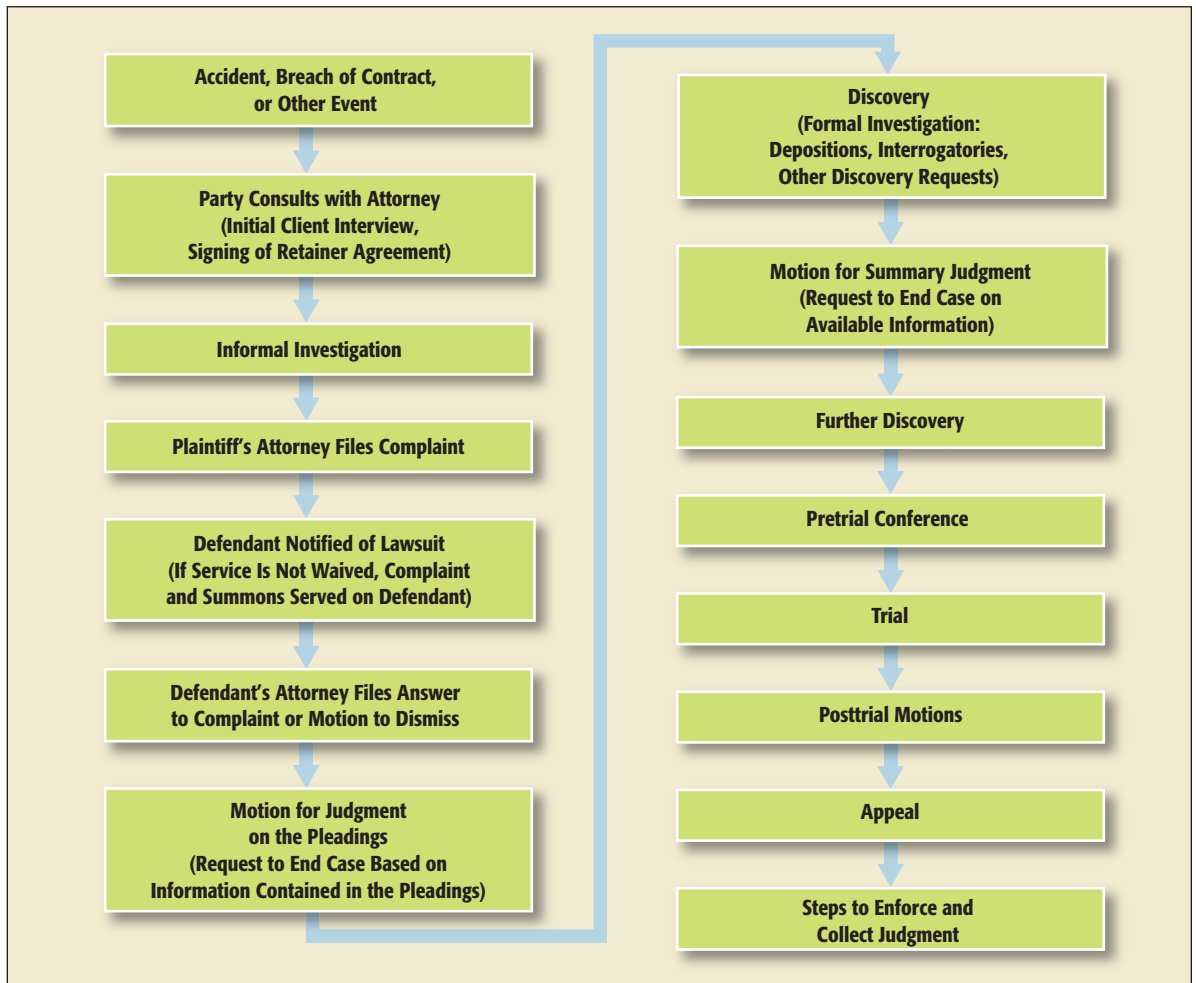 Accident, Breach of Contract,
or Other Event
Party Consults with Attorney
(Initial Client Interview,
Signing of Retainer Agreement)
Informal Investigation
Plaintiff's Attorney Files Complaint
Defendant Notified of Lawsuit
(If Service Is Not Waived, Complaint
and Summons Served on Defendant)
Defendant's Attorney Files Answer
to Complaint or Motion to Dismiss
Motion for Judgment
on the Pleadings
(Request to End Case Based on
Information Contained in the Pleadings)
Discovery
(Formal Investigation:
Depositions, Interrogatories,
Other Discovery Requests)
Motion for Summary Judgment
(Request to End Case on
Available Information)
Further Discovery
Pretrial Conference
Trial
Posttrial Motions
Appeal
Steps to Enforce and
Collect Judgment